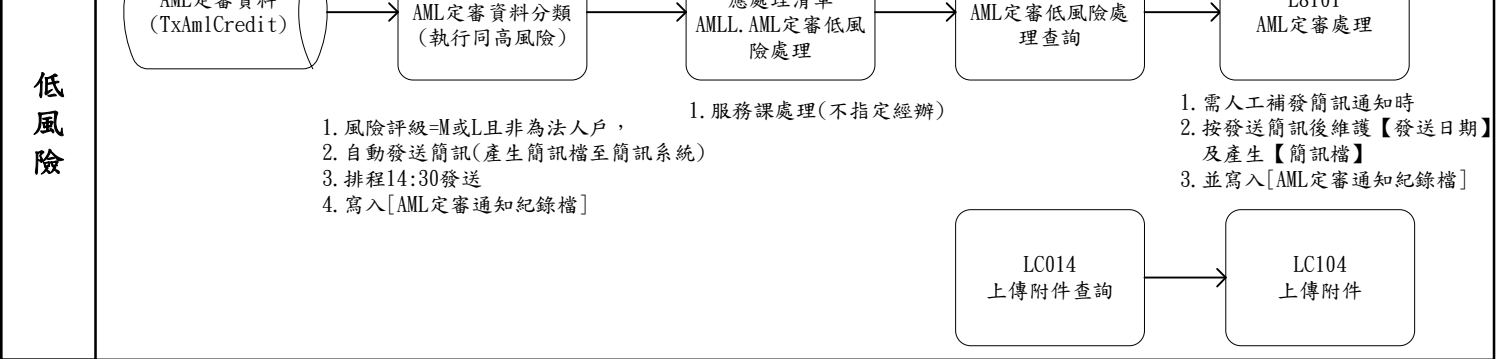 低風險
AML定審資料
(TxAmlCredit)
AML定審資料分類
(執行同高風險)
應處理清單
AMLL.AML定審低風
險處理
AML定審低風險處
理查詢
L8101
AML定審處理
1.風險評級=M或L且非為法人戶，
2.自動發送簡訊(產生簡訊檔至簡訊系統)
3.排程14:30發送
4.寫入[AML定審通知紀錄檔]
1.服務課處理(不指定經辦)
1.需人工補發簡訊通知時
2.按發送簡訊後維護【發送日期】
及產生【簡訊檔】
3.並寫入[AML定審通知紀錄檔]
LC014
上傳附件查詢
LC104
上傳附件